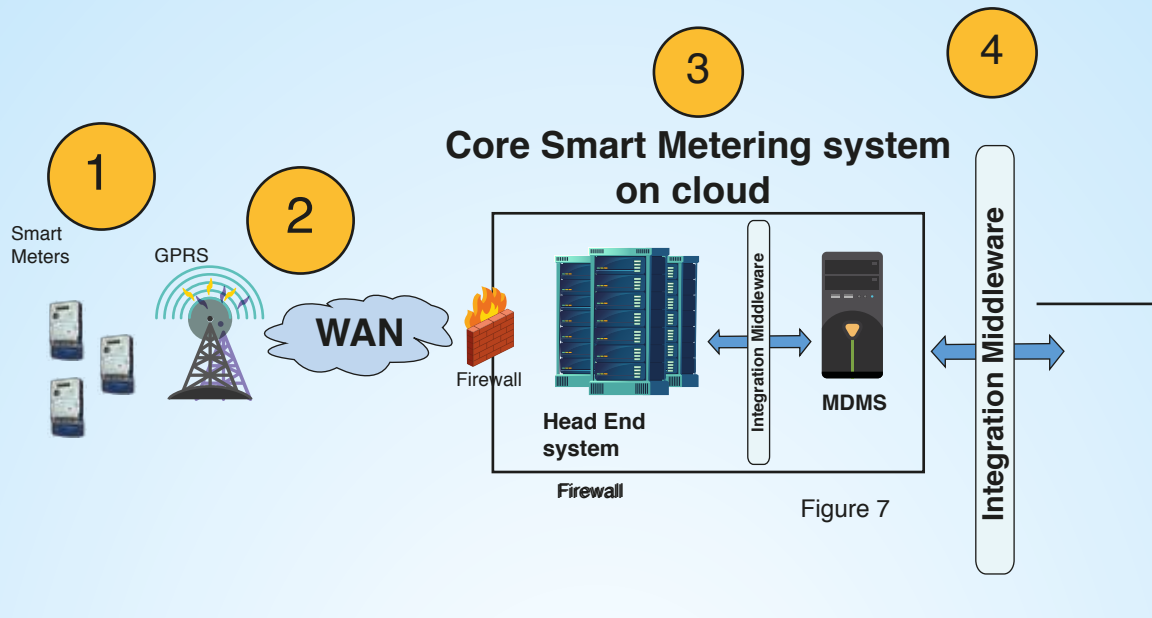 1
2
3
4
Smart
Meters
GPRS
WAN
Firewall
Core Smart Metering system
on cloud
Head End
system
Integration Middleware
MDMS
Firewall
Figure 7
Integration Middleware